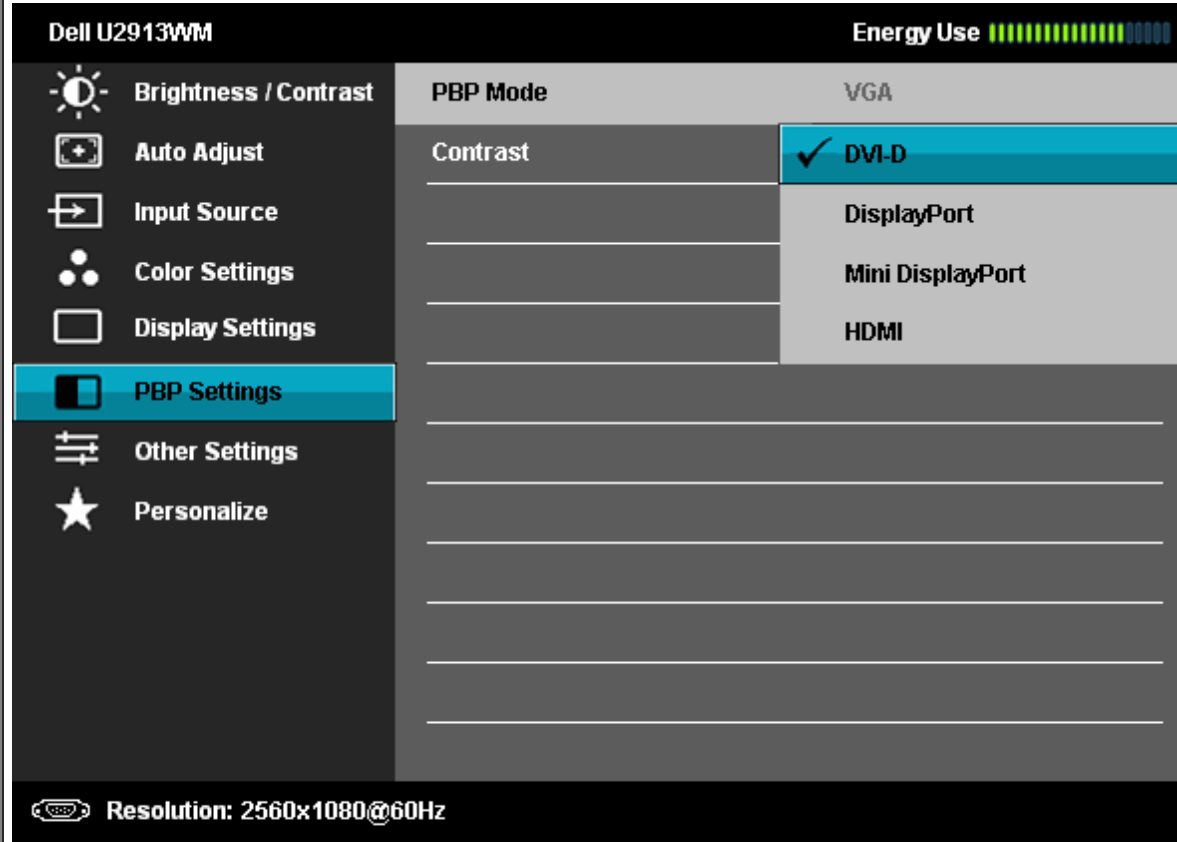 Dell U2913WM Energy Use
Brightness / Contrast PBP Mode VGA
Auto Adjust Contrast DVI-D
Input Source DisplayPort
Color Settings Mini DisplayPort
Display Settings HDMI
PBP Settings
Other Settings
Personalize
Resolution: 2560x1080@60Hz